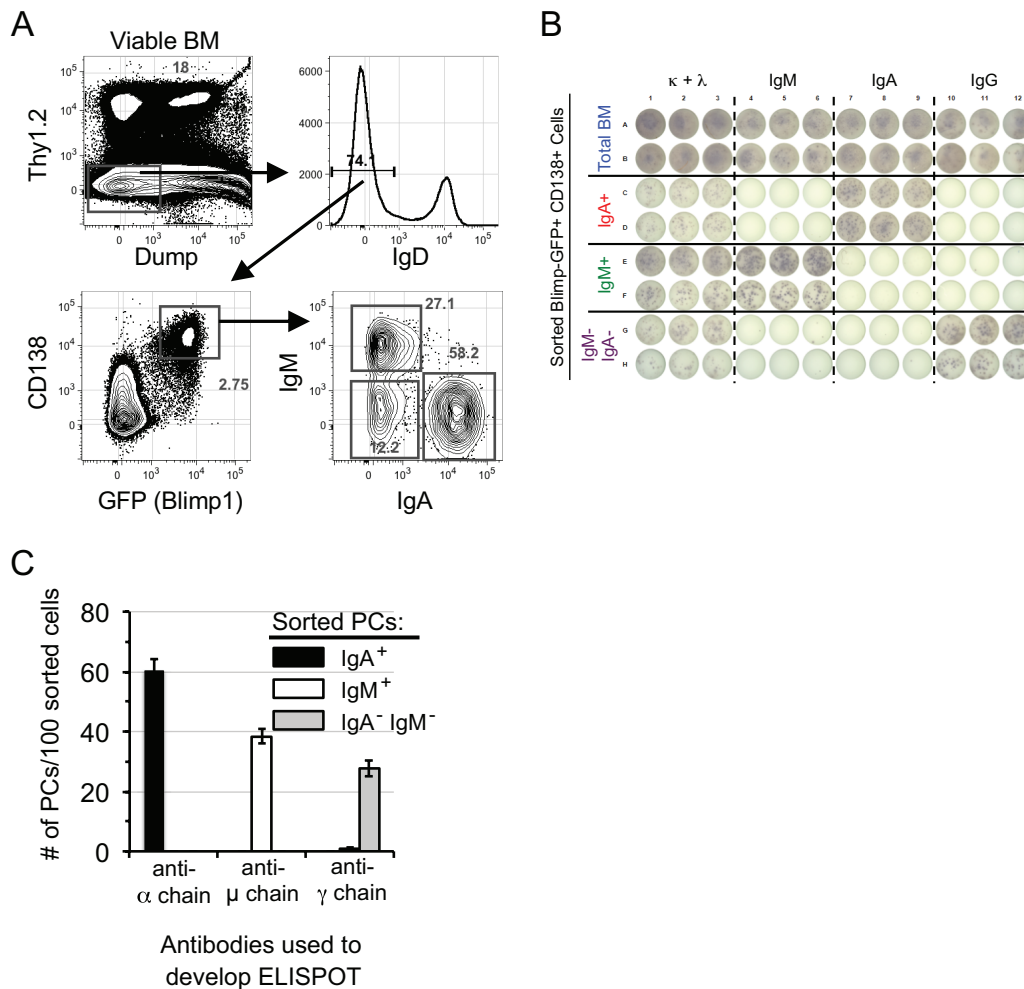 A
Viable BM
18
Thy1.2
10⁵
10⁴
10³
0
0
10³
10⁴
10⁵
Dump
6000
4000
2000
0
74.1
0
10³
10⁴
10⁵
IgD
CD138
10⁵
10⁴
10³
0
2.75
0
10³
10⁴
10⁵
GFP (Blimp1)
IgM
10⁵
10⁴
10³
0
27.1
58.2
12.2
0
10³
10⁴
10⁵
IgA
B
κ + λ
IgM
IgA
IgG
1 2 3 4 5 6 7 8 9 10 11 12
Sorted Blimp-GFP+ CD138+ Cells
Total BM
A
B
IgA+
C
D
IgM+
E
F
IgM-
IgA-
G
H
C
# of PCs/100 sorted cells
80
60
40
20
0
Sorted PCs:
IgA⁺
IgM⁺
IgA⁻ IgM⁻
anti-
α chain
anti-
μ chain
anti-
γ chain
Antibodies used to
develop ELISPOT